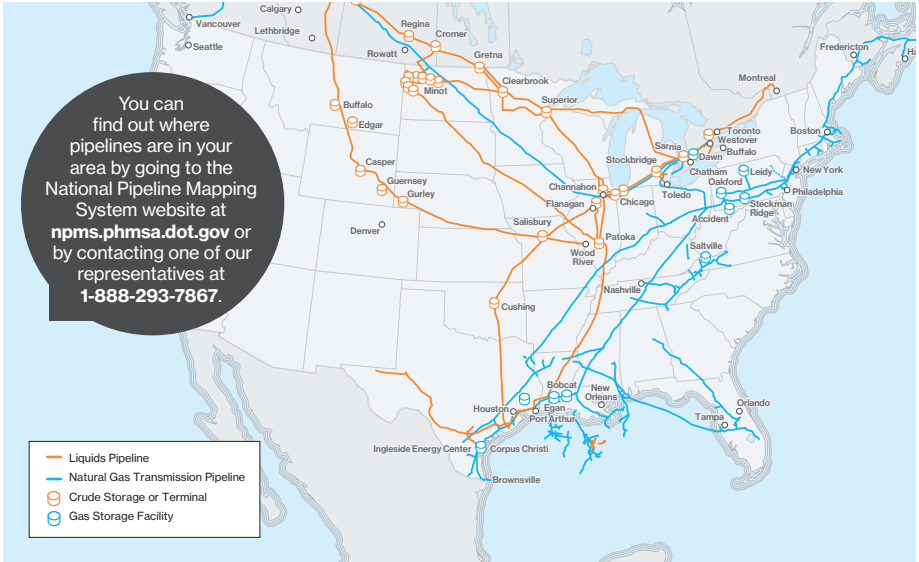 Calgary
Vancouver
Lethbridge
Seattle
Regina
Cromer
Rowatt
Gretna
Minot
Clearbrook
Superior
Fredericton
Montreal
You can
find out where
pipelines are in your
area by going to the
National Pipeline Mapping
System website at
npms.phmsa.dot.gov or
by contacting one of our
representatives at
1-888-293-7867.
Buffalo
Edgar
Casper
Guernsey
Gurley
Denver
Sarnia
Toronto
Westover
Buffalo
Dawn
Boston
Stockbridge
Chatham
Leidy
New York
Channahon
Oakford
Toledo
Philadelphia
Flanagan
Chicago
Steckman
Ridge
Accident
Salisbury
Patoka
Wood
River
Saltville
Nashville
Cushing
Bobcat
New
Orleans
Houston
Egan
Port Arthur
Orlando
Tampa
Ingleside Energy Center
Corpus Christi
Brownsville
Liquids Pipeline
Natural Gas Transmission Pipeline
Crude Storage or Terminal
Gas Storage Facility